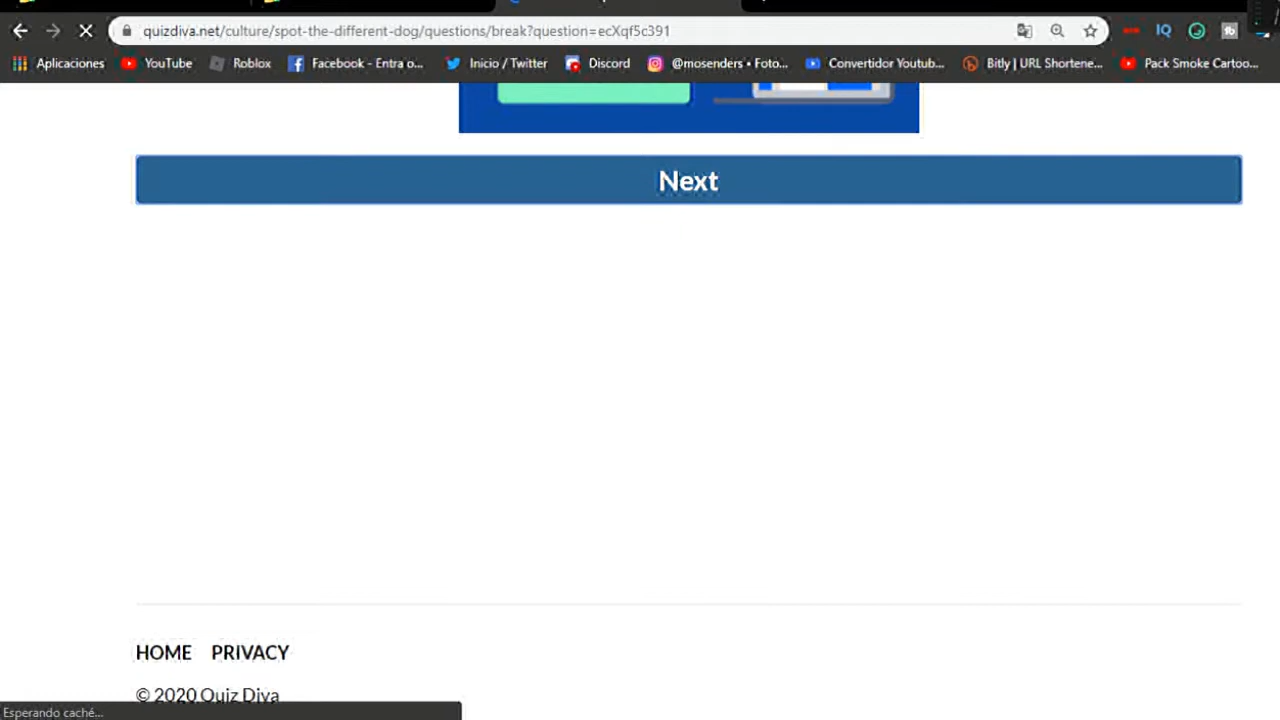 quizdiva.net/culture/spot-the-different-dog/questions/break?question=ecXqf5c391
Aplicaciones YouTube Roblox Facebook - Entra o... Inicio / Twitter Discord @mosenders • Foto... Convertidor Youtub... Bitly | URL Shortene... Pack Smoke Cartoo...
Next
HOME PRIVACY
© 2020 Quiz Diva
Esperando caché...